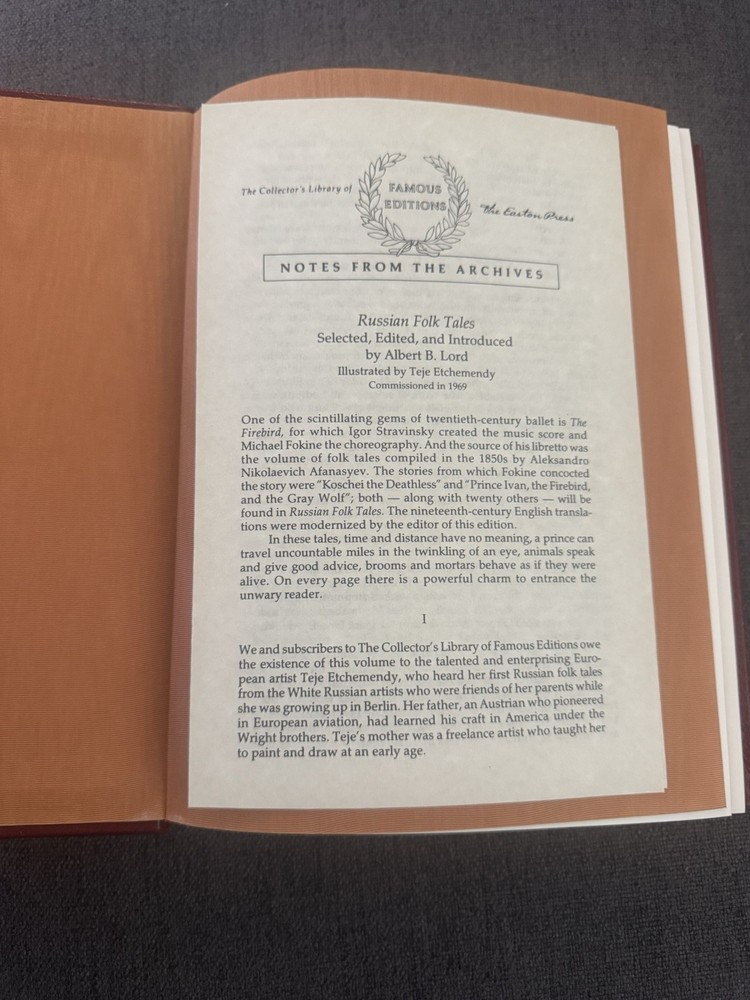 The Collector's Library of
FAMOUS
EDITIONS
The Easton Press
NOTES FROM THE ARCHIVES
Russian Folk Tales
Selected, Edited, and Introduced
by Albert B. Lord
Illustrated by Teje Etchemendy
Commissioned in 1969
One of the scintillating gems of twentieth-century ballet is The
Firebird, for which Igor Stravinsky created the music score and
Michael Fokine the choreography. And the source of his libretto was
the volume of folk tales compiled in the 1850s by Aleksandro
Nikolaevich Afanasyev. The stories from which Fokine concocted
the story were "Koschei the Deathless" and "Prince Ivan, the Firebird,
and the Gray Wolf"; both — along with twenty others — will be
found in Russian Folk Tales. The nineteenth-century English transla-
tions were modernized by the editor of this edition.
In these tales, time and distance have no meaning, a prince can
travel uncountable miles in the twinkling of an eye, animals speak
and give good advice, brooms and mortars behave as if they were
alive. On every page there is a powerful charm to entrance the
unwary reader.
I
We and subscribers to The Collector's Library of Famous Editions owe
the existence of this volume to the talented and enterprising Euro-
pean artist Teje Etchemendy, who heard her first Russian folk tales
from the White Russian artists who were friends of her parents while
she was growing up in Berlin. Her father, an Austrian who pioneered
in European aviation, had learned his craft in America under the
Wright brothers. Teje's mother was a freelance artist who taught her
to paint and draw at an early age.